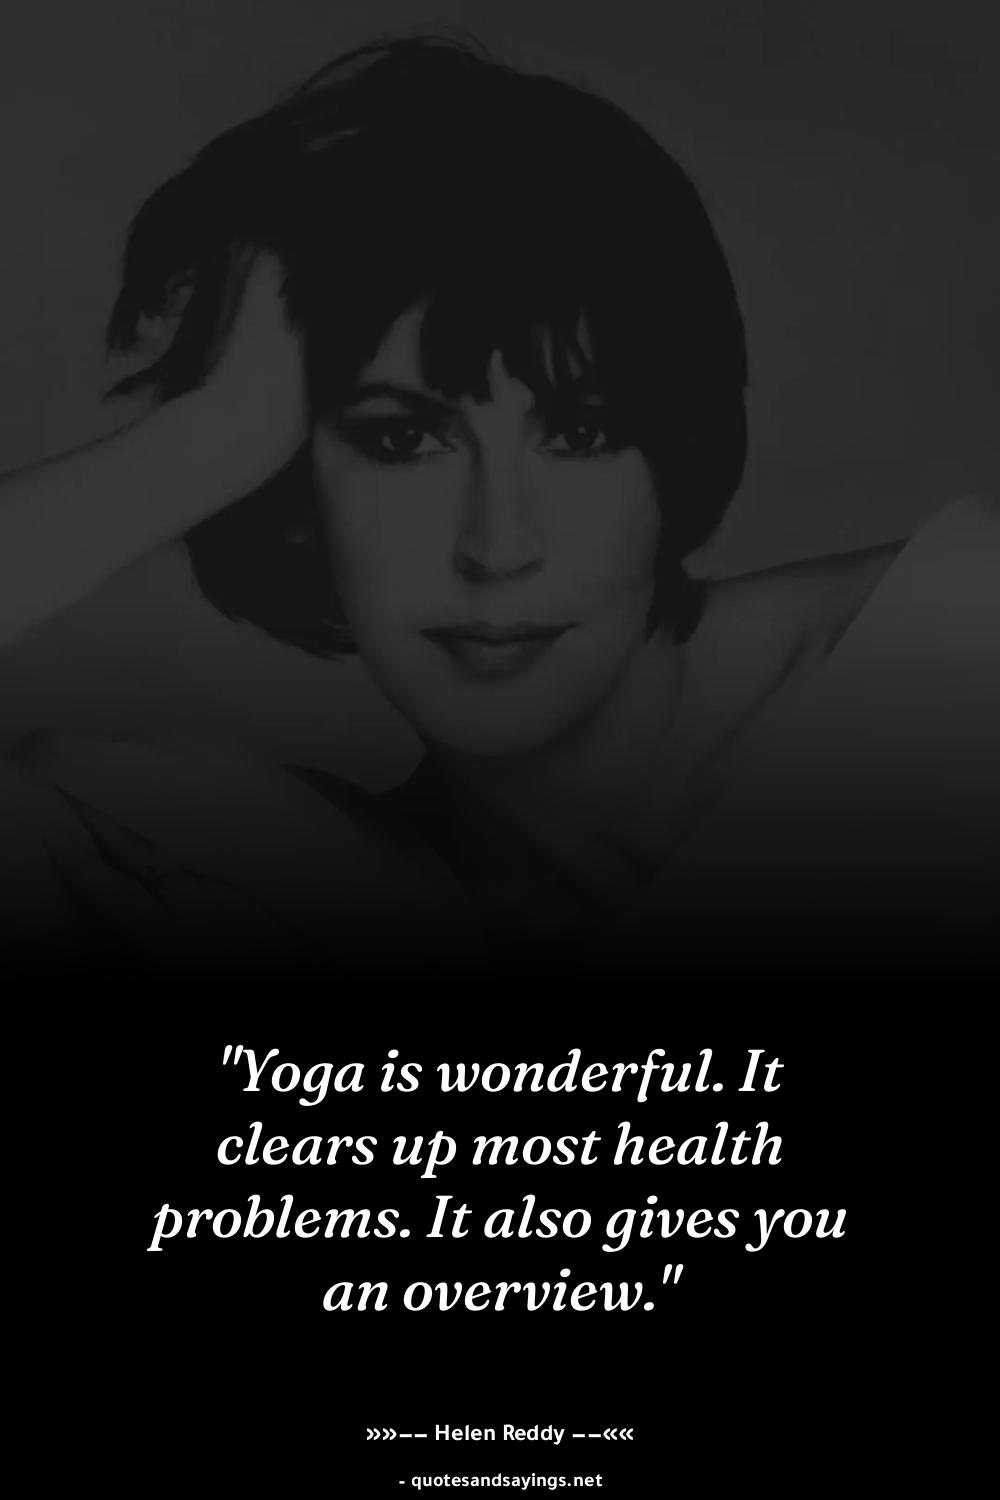 "Yoga is wonderful. It
clears up most health
problems. It also gives you
an overview."
»»–– Helen Reddy ––««
- quotesandsayings.net